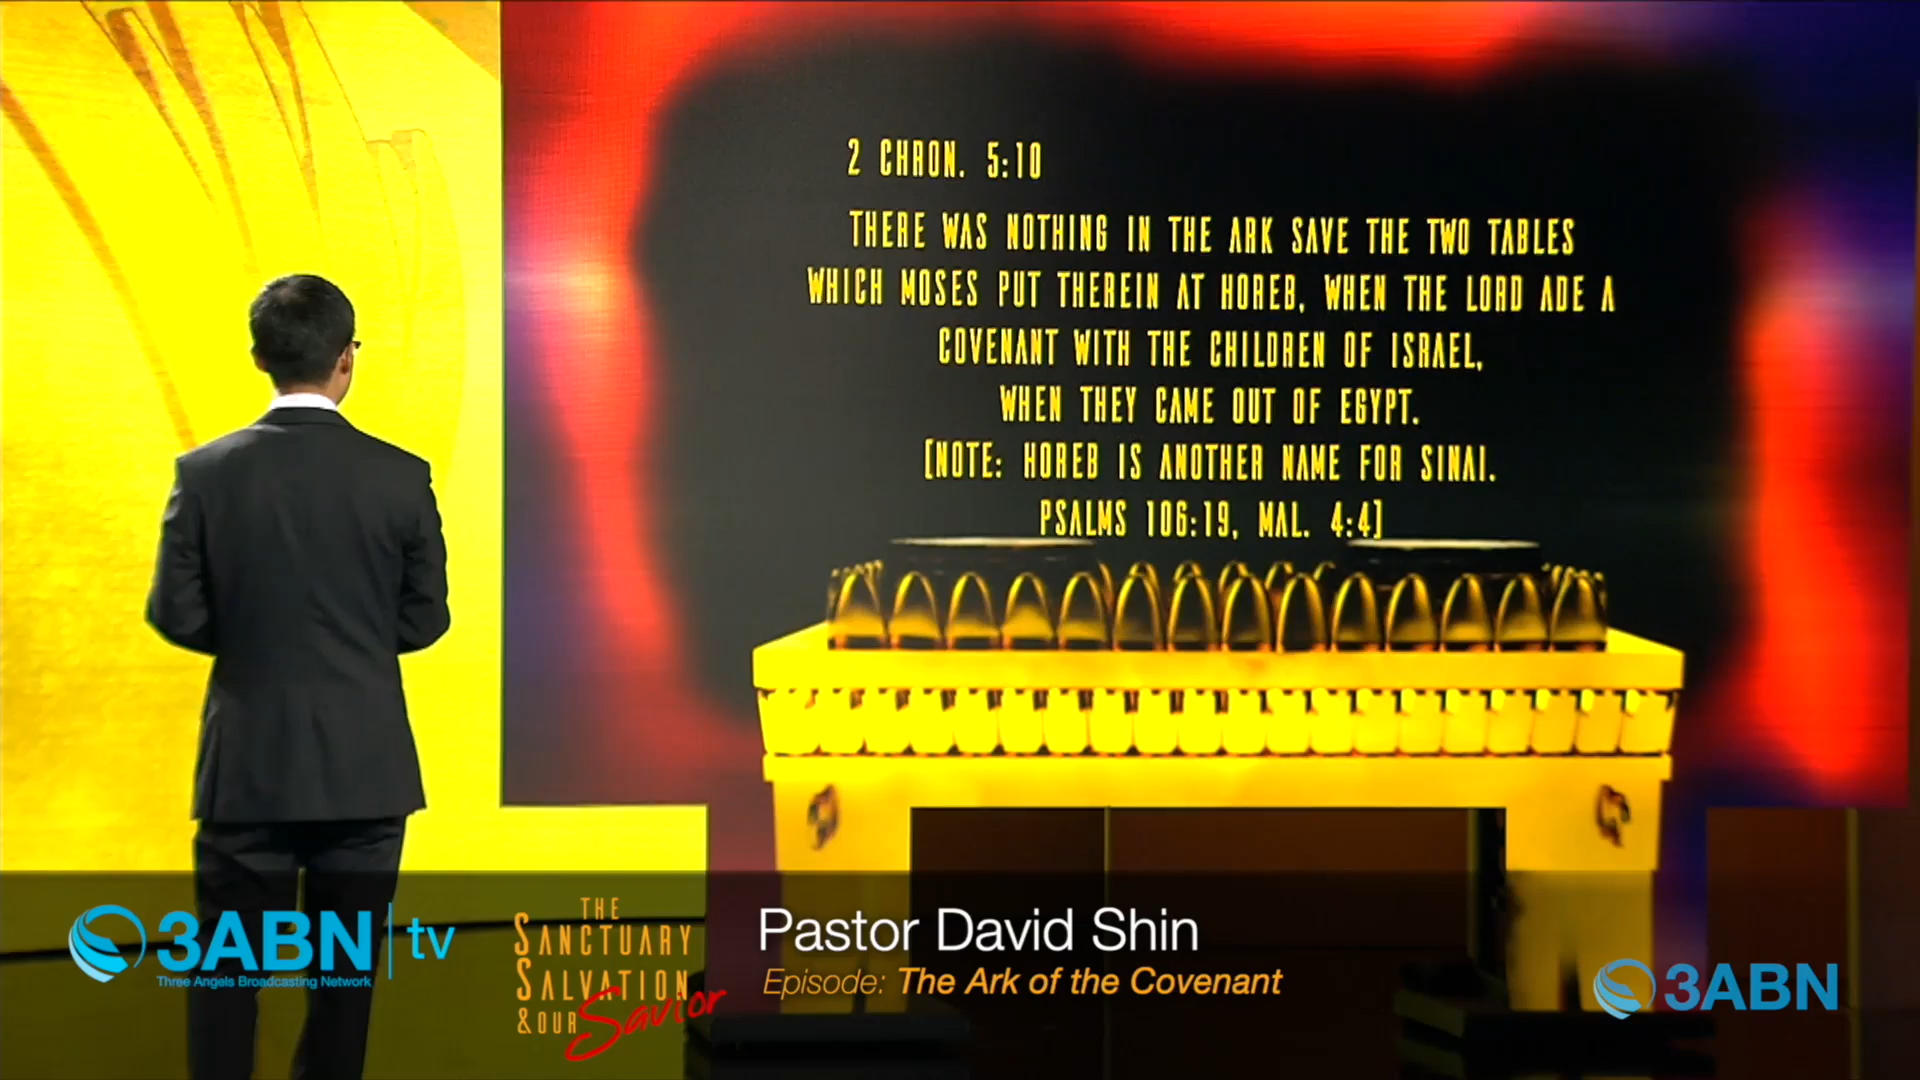 2 CHRON. 5:10
THERE WAS NOTHING IN THE ARK SAVE THE TWO TABLES
WHICH MOSES PUT THEREIN AT HOREB, WHEN THE LORD ADE A
COVENANT WITH THE CHILDREN OF ISRAEL,
WHEN THEY CAME OUT OF EGYPT.
[NOTE: HOREB IS ANOTHER NAME FOR SINAI.
PSALMS 106:19, MAL. 4:4]
3ABN tv
Three Angels Broadcasting Network
THE
SANCTUARY
SALVATION
& OUR Savior
Pastor David Shin
Episode: The Ark of the Covenant
3ABN